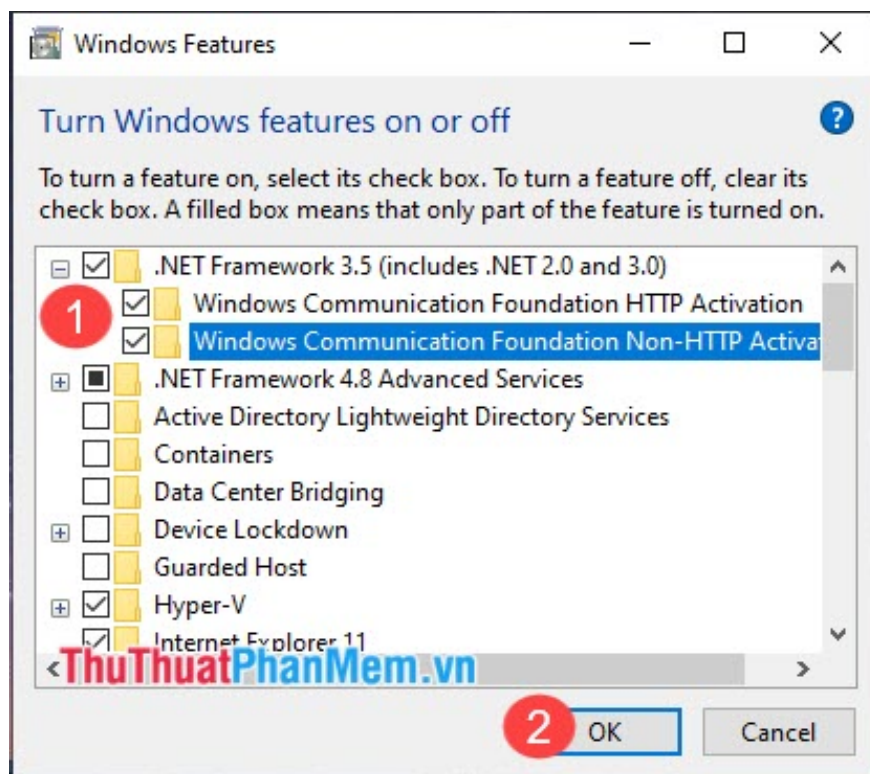 Windows Features
Turn Windows features on or off
?
To turn a feature on, select its check box. To turn a feature off, clear its
check box. A filled box means that only part of the feature is turned on.
.NET Framework 3.5 (includes .NET 2.0 and 3.0)
1
Windows Communication Foundation HTTP Activation
Windows Communication Foundation Non-HTTP Activa
.NET Framework 4.8 Advanced Services
Active Directory Lightweight Directory Services
Containers
Data Center Bridging
Device Lockdown
Guarded Host
Hyper-V
Internet Explorer 11
ThuThuatPhanMem.vn
2 OK Cancel